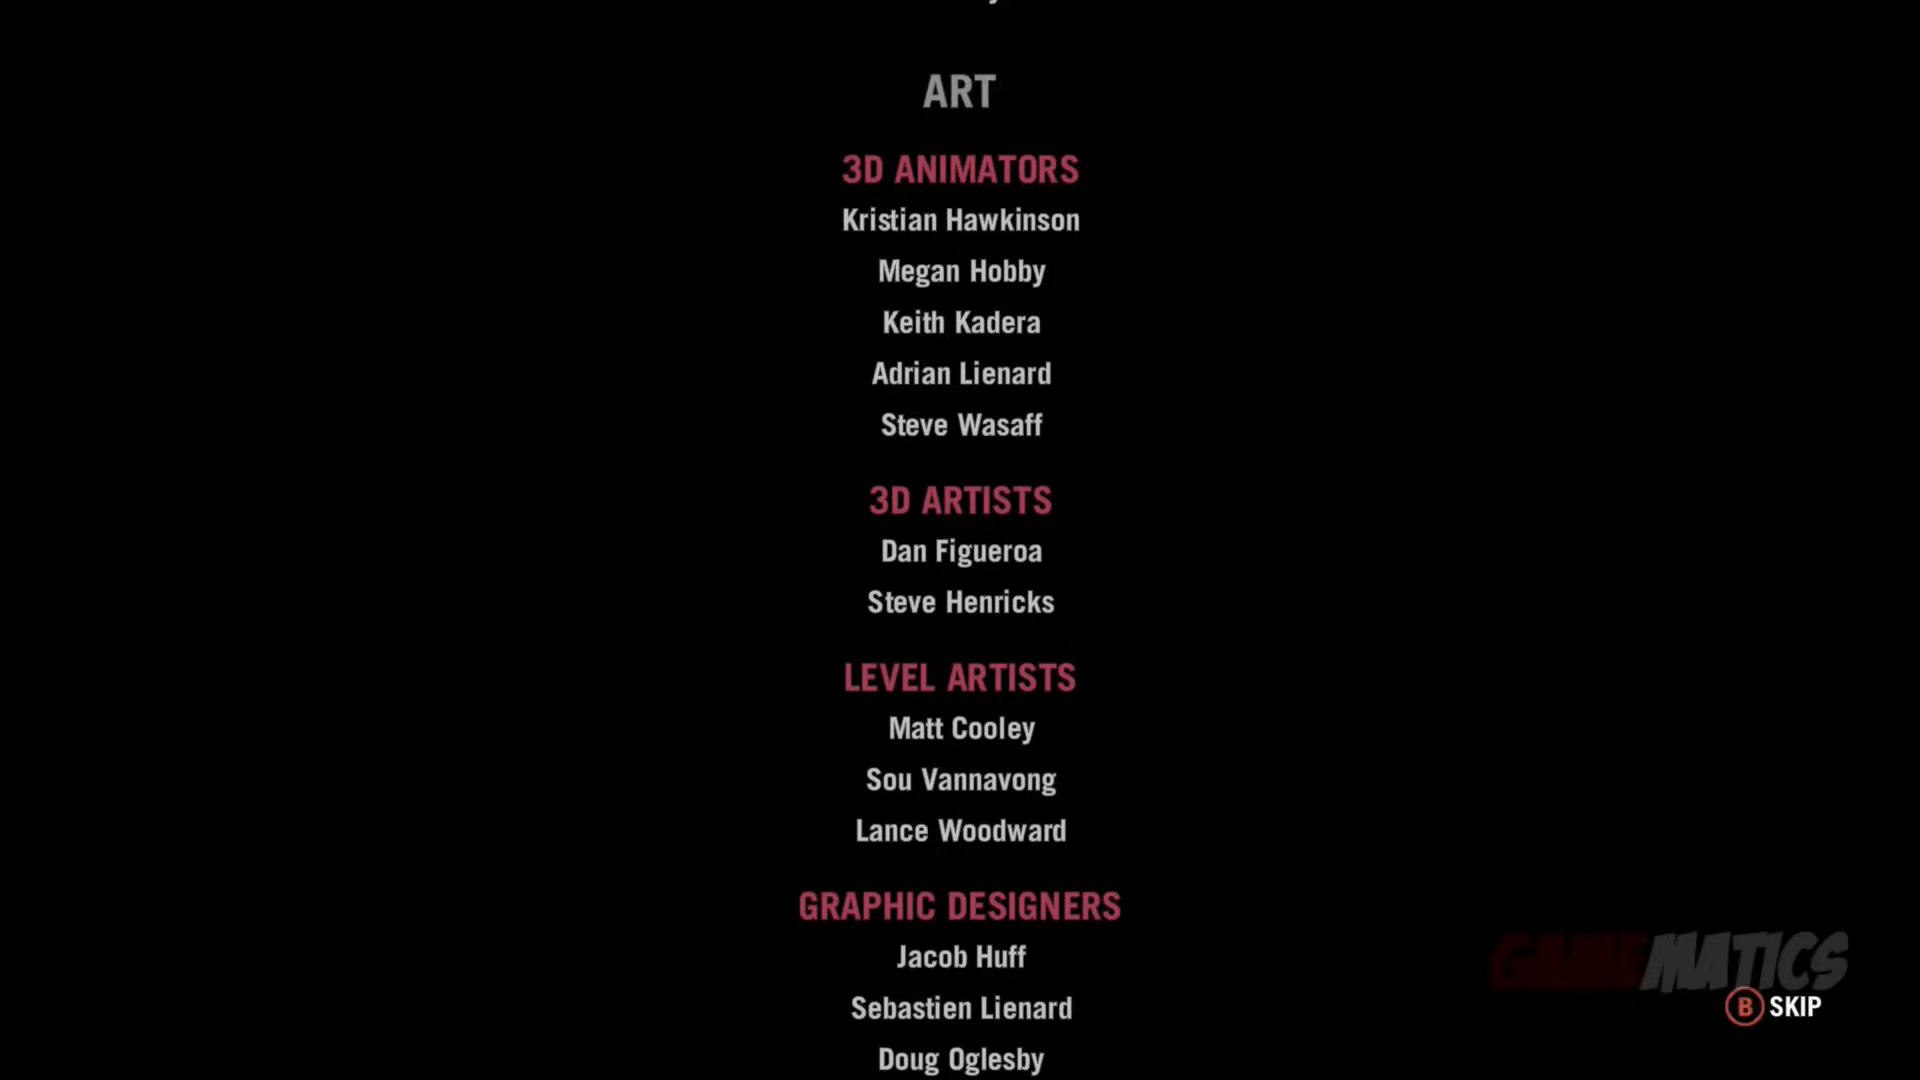 ART
3D ANIMATORS
Kristian Hawkinson
Megan Hobby
Keith Kadera
Adrian Lienard
Steve Wasaff
3D ARTISTS
Dan Figueroa
Steve Henricks
LEVEL ARTISTS
Matt Cooley
Sou Vannavong
Lance Woodward
GRAPHIC DESIGNERS
Jacob Huff
Sebastien Lienard
Doug Oglesby
GAMEMATICS
B SKIP